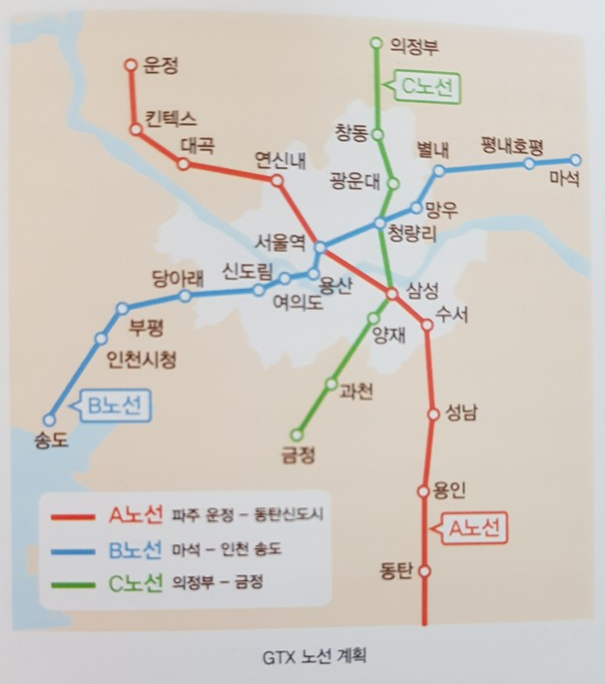 의정부
운정
C노선
킨텍스
창동
대곡
연신내
별내
평내호평
마석
광운대
망우
청량리
서울역
신도림
용산
당아래
여의도
삼성
수서
부평
양재
인천시청
과천
B노선
성남
송도
금정
용인
A노선
동탄
A노선 파주 운정 – 동탄신도시
B노선 마석 – 인천 송도
C노선 의정부 – 금정
GTX 노선 계획